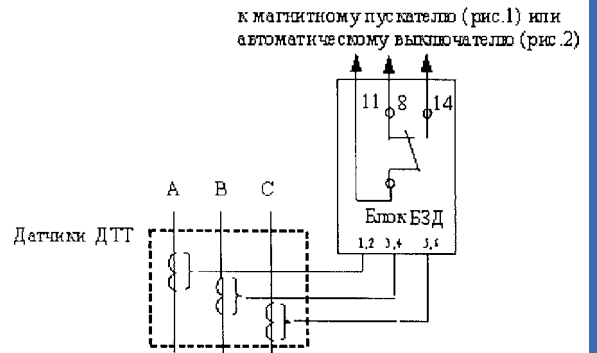 к магнитному пускателю (рис.1) или
автоматическому выключателю (рис.2)
11 8 14
А В С
Блок БЗД
Датчики ДТТ
1,2 3,4 5,6